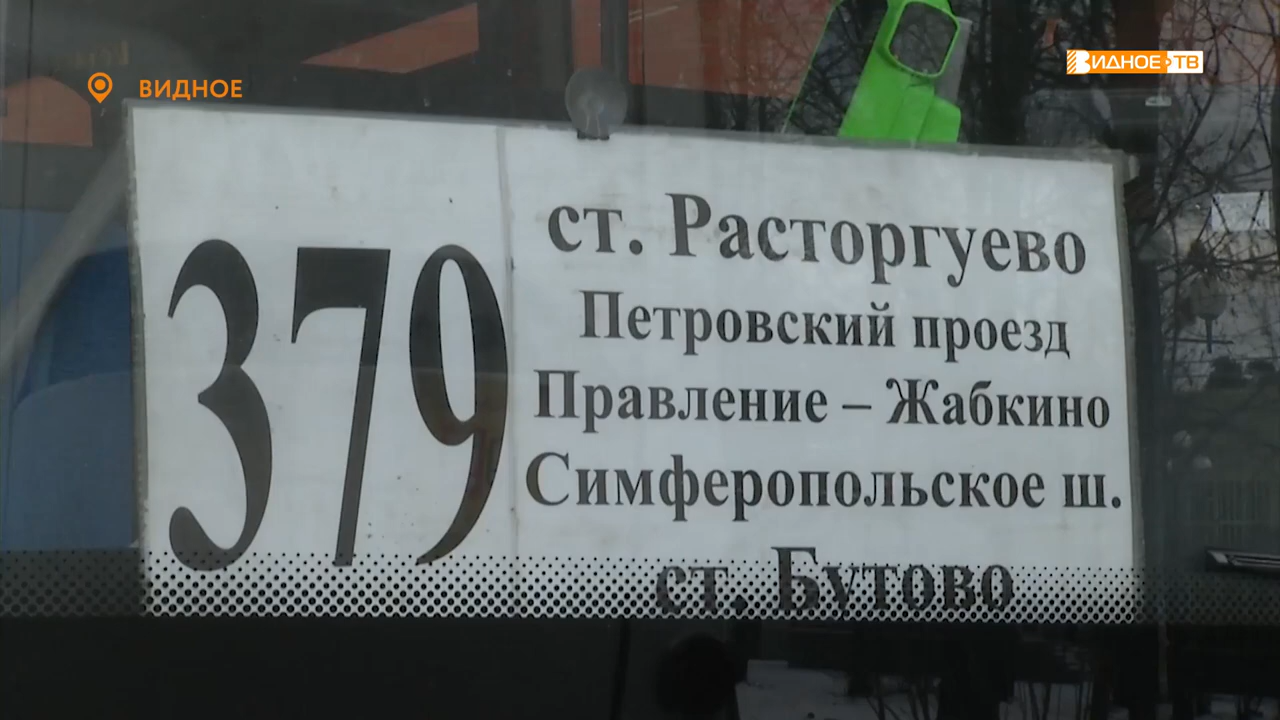 ВИДНОЕ
ВИДНОЕ ТВ
379
ст. Расторгуево
Петровский проезд
Правление – Жабкино
Симферопольское ш.
ст. Бутово